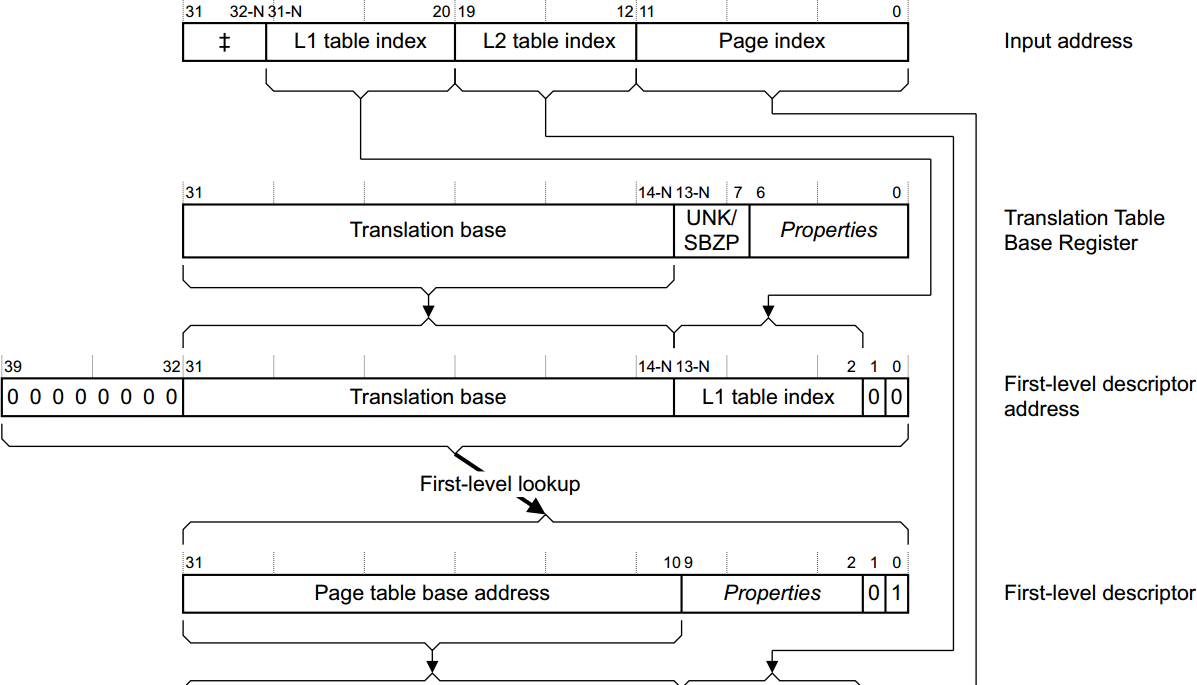 31 32-N 31-N 20 19 12 11 0
‡ L1 table index L2 table index Page index Input address
31 14-N 13-N 7 6 0
Translation base UNK/ SBZP Properties Translation Table Base Register
39 32 31 14-N 13-N 2 1 0
0 0 0 0 0 0 0 0 Translation base L1 table index 0 0 First-level descriptor address
First-level lookup
31 10 9 2 1 0
Page table base address Properties 0 1 First-level descriptor